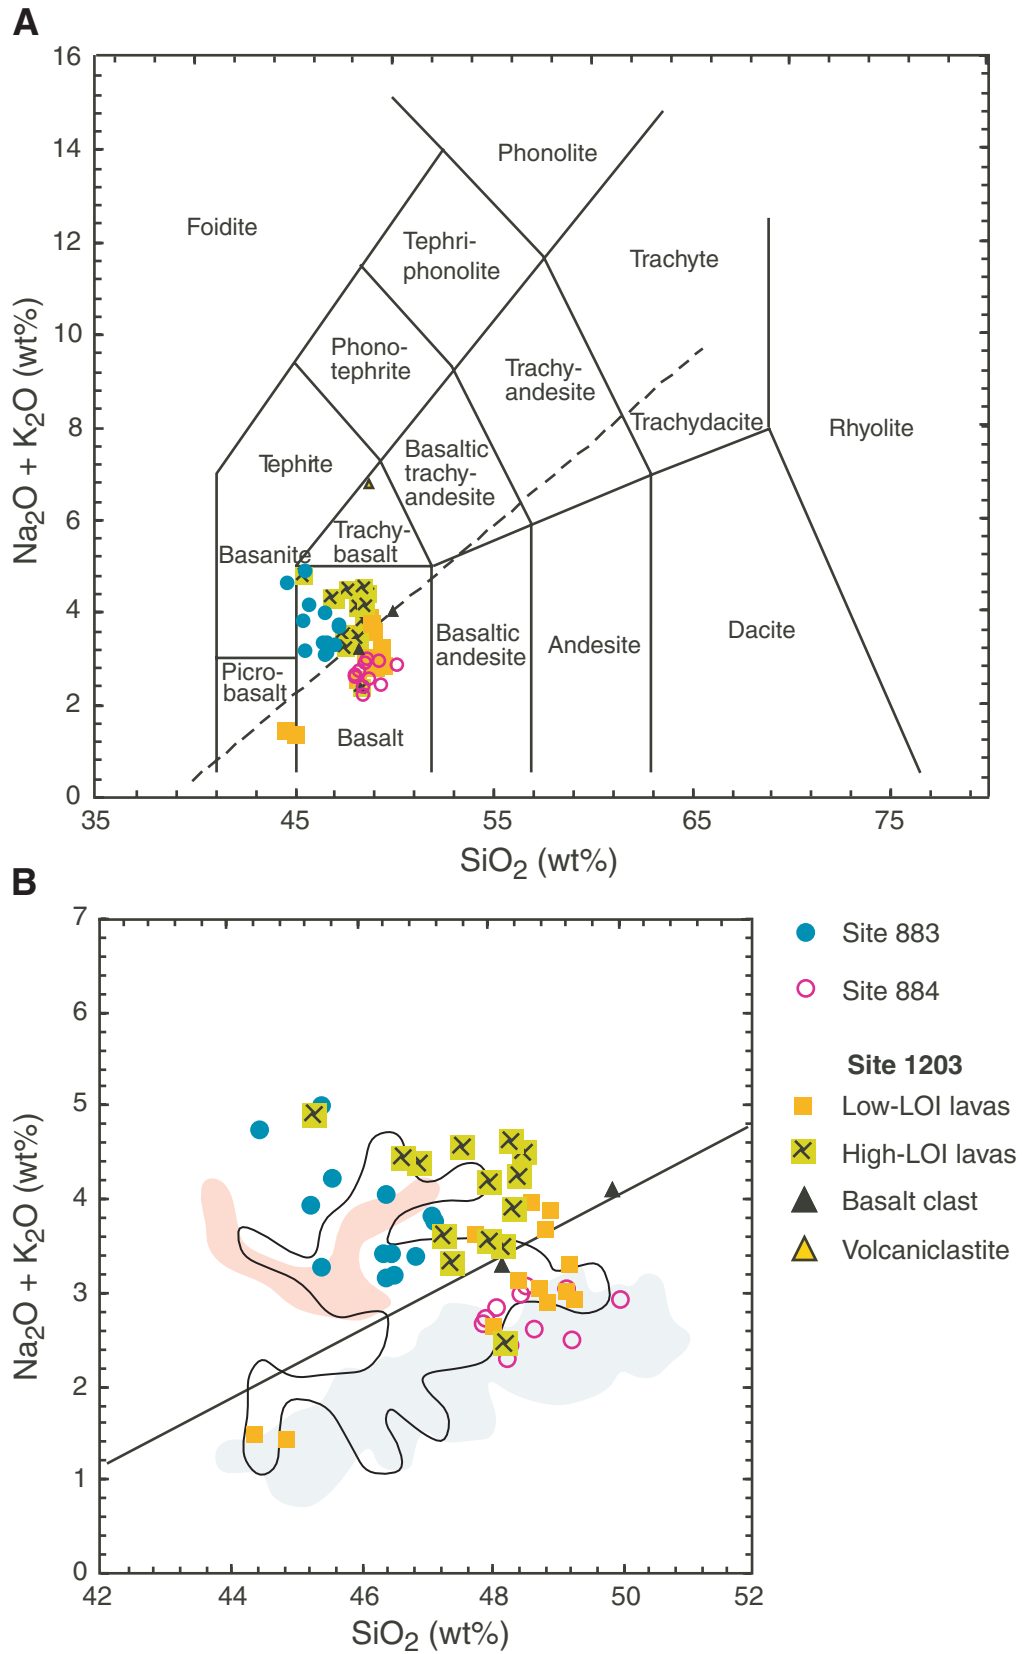 A
16
14
12
10
8
6
4
2
0
Na2O + K2O (wt%)
Phonolite
Foidite
Tephri-
phonolite
Trachyte
Phono-
tephrite
Trachy-
andesite
Trachydacite
Rhyolite
Tephrite
Basaltic
trachy-
andesite
Trachy-
basalt
Basanite
Basaltic
andesite
Andesite
Dacite
Picro-
basalt
Basalt
35
45
55
65
75
SiO2 (wt%)
B
7
6
5
4
3
2
1
0
Na2O + K2O (wt%)
42
44
46
48
50
52
SiO2 (wt%)
Site 883
Site 884
Site 1203
Low-LOI lavas
High-LOI lavas
Basalt clast
Volcaniclastite